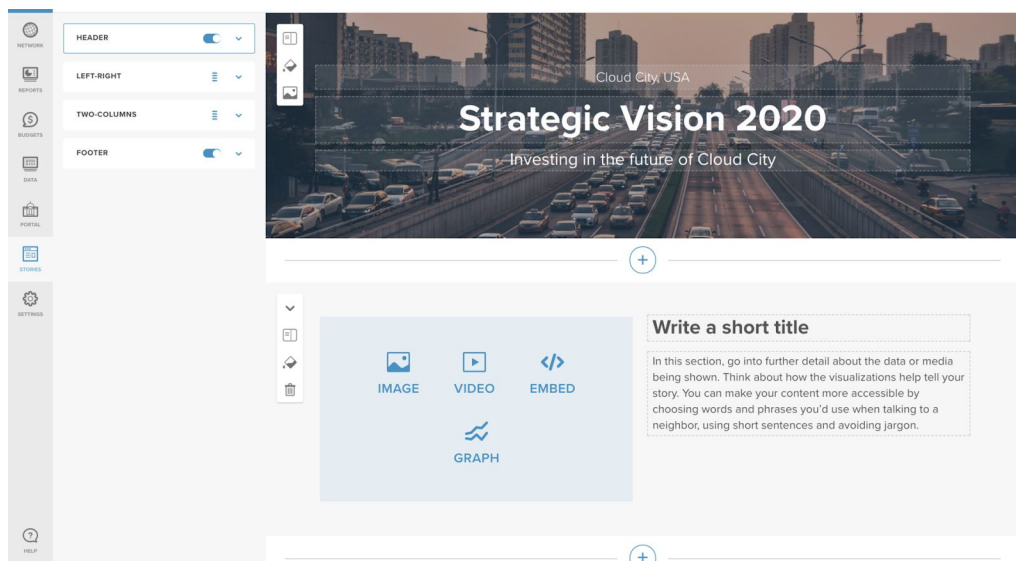 NETWORK
REPORTS
BUDGETS
DATA
PORTAL
STORIES
SETTINGS
HELP
HEADER
LEFT-RIGHT
TWO-COLUMNS
FOOTER
Cloud City, USA
Strategic Vision 2020
Investing in the future of Cloud City
IMAGE
VIDEO
EMBED
GRAPH
Write a short title
In this section, go into further detail about the data or media
being shown. Think about how the visualizations help tell your
story. You can make your content more accessible by
choosing words and phrases you’d use when talking to a
neighbor, using short sentences and avoiding jargon.